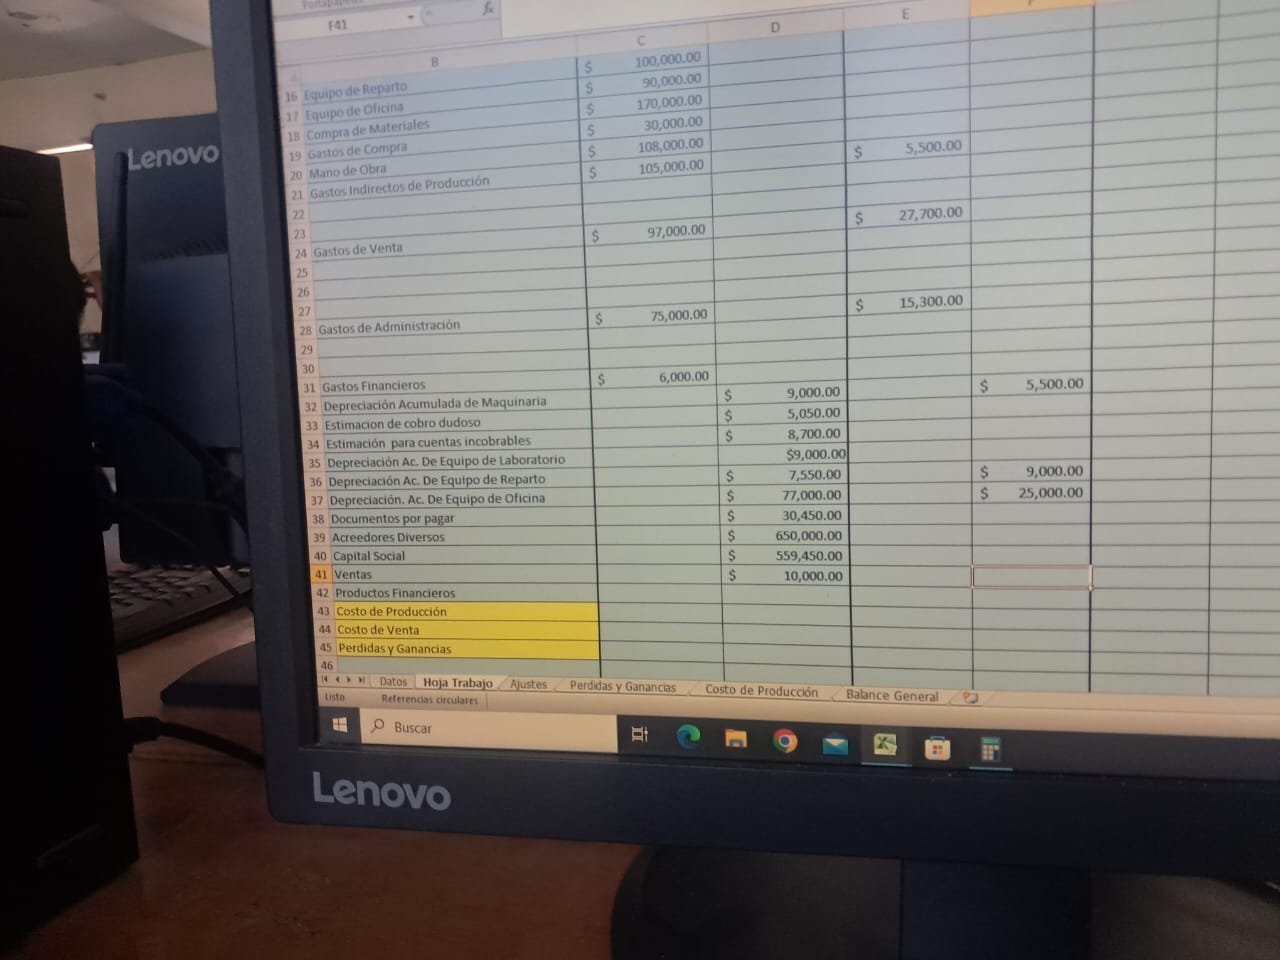 F41
fx
B C D E F
16 Equipo de Reparto $ 100,000.00
17 Equipo de Oficina $ 90,000.00
18 Compra de Materiales $ 170,000.00
19 Gastos de Compra $ 30,000.00
20 Mano de Obra $ 108,000.00
21 Gastos Indirectos de Producción $ 105,000.00 $ 5,500.00
22
23
24 Gastos de Venta $ 97,000.00 $ 27,700.00
25
26
27
28 Gastos de Administración $ 75,000.00 $ 15,300.00
29
30
31 Gastos Financieros $ 6,000.00
32 Depreciación Acumulada de Maquinaria $ 9,000.00 $ 5,500.00
33 Estimacion de cobro dudoso $ 5,050.00
34 Estimación para cuentas incobrables $ 8,700.00
35 Depreciación Ac. De Equipo de Laboratorio $9,000.00
36 Depreciación Ac. De Equipo de Reparto $ 7,550.00 $ 9,000.00
37 Depreciación. Ac. De Equipo de Oficina $ 77,000.00 $ 25,000.00
38 Documentos por pagar $ 30,450.00
39 Acreedores Diversos $ 650,000.00
40 Capital Social $ 559,450.00
41 Ventas $ 10,000.00
42 Productos Financieros
43 Costo de Producción
44 Costo de Venta
45 Perdidas y Ganancias
46
Datos Hoja Trabajo Ajustes Perdidas y Ganancias Costo de Producción Balance General
Listo Referencias circulares
Buscar
Lenovo
Lenovo